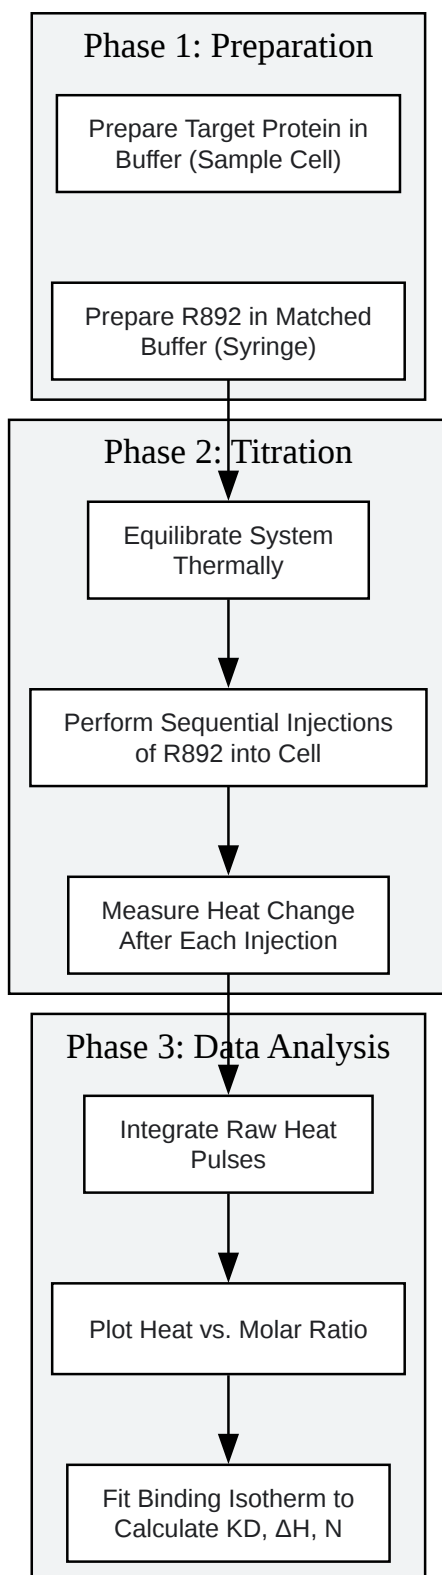 Phase 1: Preparation
Prepare Target Protein in
Buffer (Sample Cell)
Prepare R892 in Matched
Buffer (Syringe)
Phase 2: Titration
Equilibrate System
Thermally
Perform Sequential Injections
of R892 into Cell
Measure Heat Change
After Each Injection
Phase 3: Data Analysis
Integrate Raw Heat
Pulses
Plot Heat vs. Molar Ratio
Fit Binding Isotherm to
Calculate KD, ΔH, N